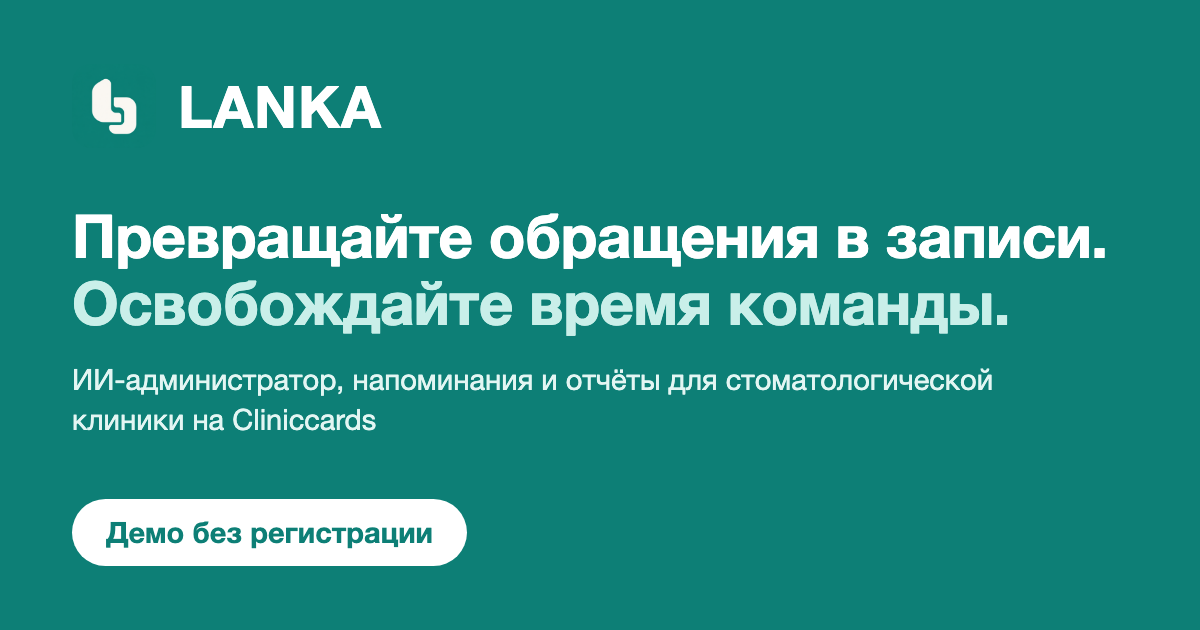 LANKA
Превращайте обращения в записи.
Освобождайте время команды.
ИИ-администратор, напоминания и отчёты для стоматологической
клиники на Cliniccards
Демо без регистрации